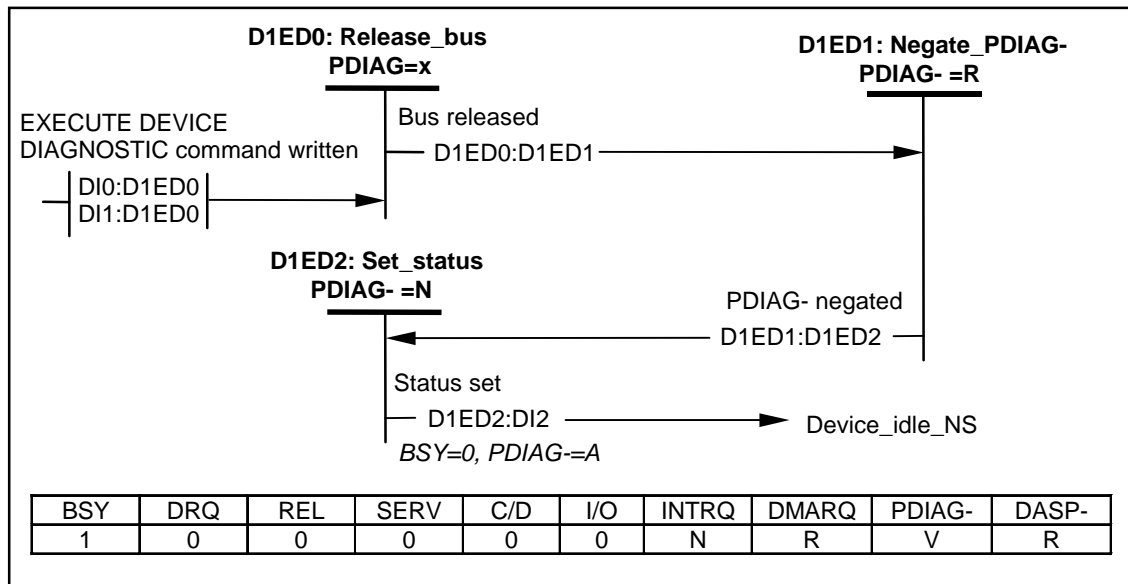 D1ED0: Release_bus
PDIAG=x
D1ED1: Negate_PDIAG-
PDIAG- =R
EXECUTE DEVICE
DIAGNOSTIC command written
DI0:D1ED0
DI1:D1ED0
Bus released
D1ED0:D1ED1
D1ED2: Set_status
PDIAG- =N
PDIAG- negated
D1ED1:D1ED2
Status set
D1ED2:DI2
Device_idle_NS
BSY=0, PDIAG-=A
BSY DRQ REL SERV C/D I/O INTRQ DMARQ PDIAG- DASP-
1 0 0 0 0 0 N R V R